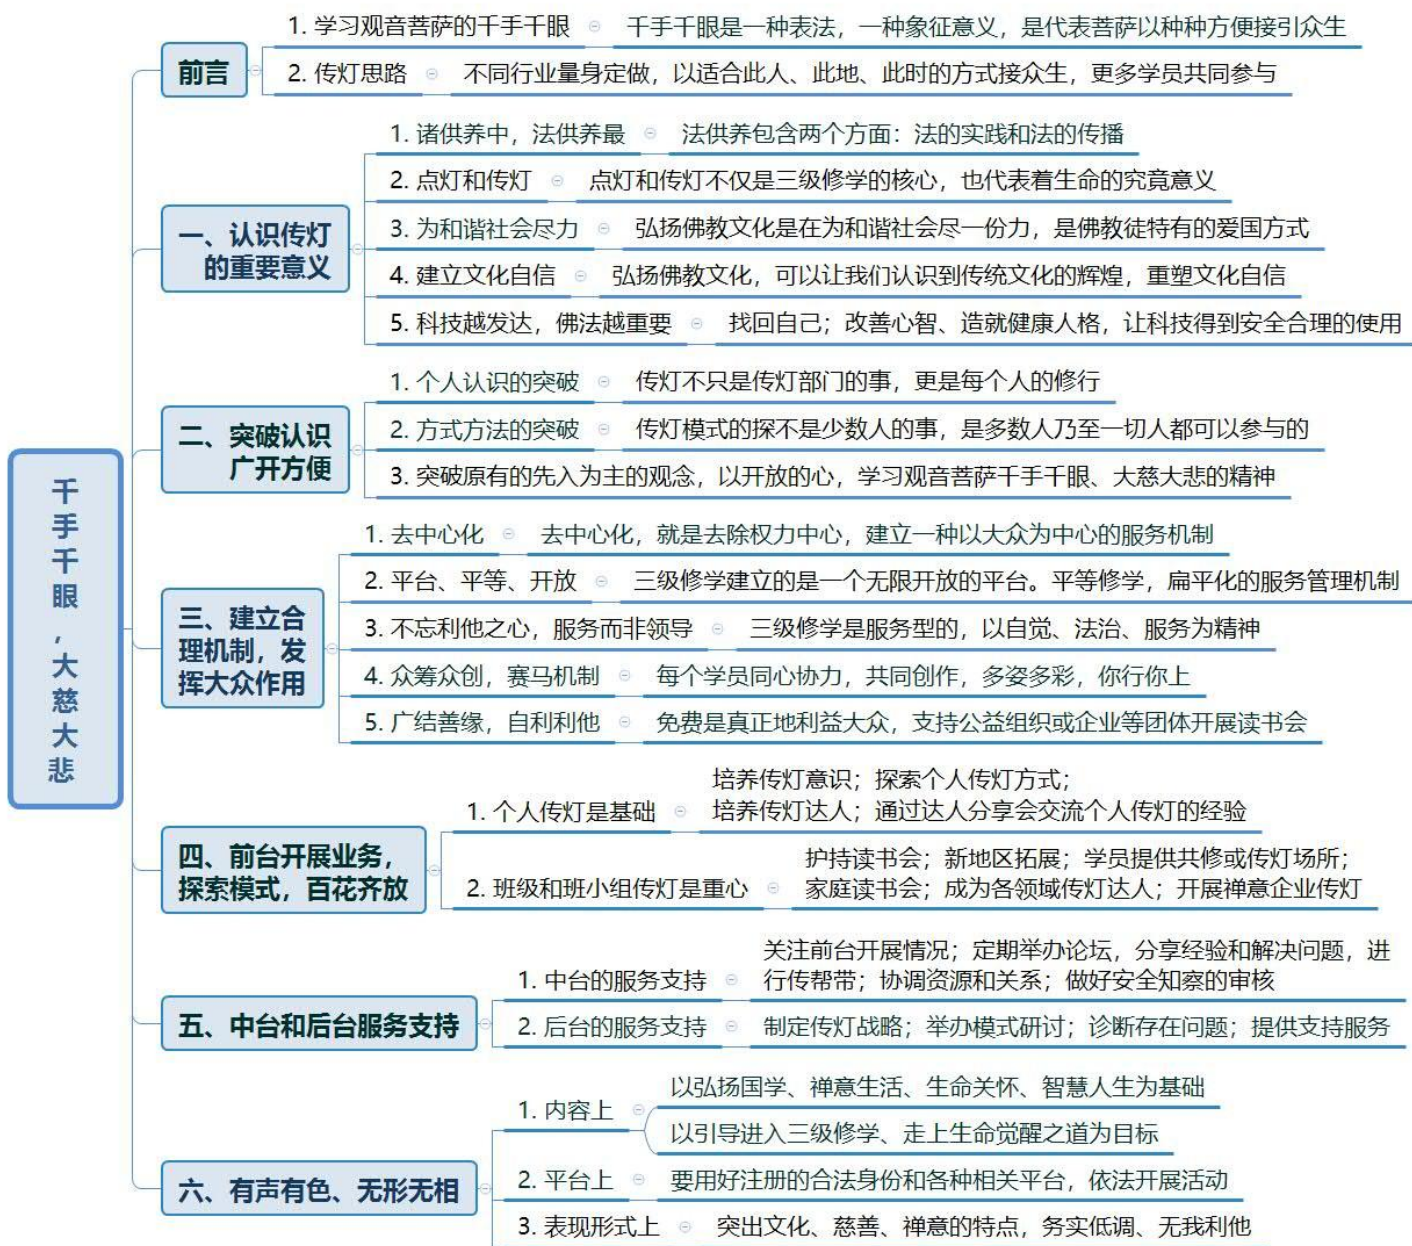 千手千眼，大慈大悲
前言
1. 学习观音菩萨的千手千眼
千手千眼是一种表法，一种象征意义，是代表菩萨以种种方便接引众生
2. 传灯思路
不同行业量身定做，以适合此人、此地、此时的方式接众生，更多学员共同参与
一、认识传灯
的重要意义
1. 诸供养中，法供养最
法供养包含两个方面：法的实践和法的传播
2. 点灯和传灯
点灯和传灯不仅是三级修学的核心，也代表着生命的究竟意义
3. 为和谐社会尽力
弘扬佛教文化是在为和谐社会尽一份力，是佛教徒特有的爱国方式
4. 建立文化自信
弘扬佛教文化，可以让我们认识到传统文化的辉煌，重塑文化自信
5. 科技越发达，佛法越重要
找回自己；改善心智、造就健康人格，让科技得到安全合理的使用
二、突破认识
广开方便
1. 个人认识的突破
传灯不只是传灯部门的事，更是每个人的修行
2. 方式方法的突破
传灯模式的探不是少数人的事，是多数人乃至一切人都可以参与的
3. 突破原有的先入为主的观念，以开放的心，学习观音菩萨千手千眼、大慈大悲的精神
三、建立合
理机制，发
挥大众作用
1. 去中心化
去中心化，就是去除权力中心，建立一种以大众为中心的服务机制
2. 平台、平等、开放
三级修学建立的是一个无限开放的平台。平等修学，扁平化的服务管理机制
3. 不忘利他之心，服务而非领导
三级修学是服务型的，以自觉、法治、服务为精神
4. 众筹众创，赛马机制
每个学员同心协力，共同创作，多姿多彩，你行你上
5. 广结善缘，自利利他
免费是真正地利益大众，支持公益组织或企业等团体开展读书会
四、前台开展业务，
探索模式，百花齐放
1. 个人传灯是基础
培养传灯意识；探索个人传灯方式；
培养传灯达人；通过达人分享会交流个人传灯的经验
2. 班级和班小组传灯是重心
护持读书会；新地区拓展；学员提供共修或传灯场所；
家庭读书会；成为各领域传灯达人；开展禅意企业传灯
五、中台和后台服务支持
1. 中台的服务支持
关注前台开展情况；定期举办论坛，分享经验和解决问题，进
行传帮带；协调资源和关系；做好安全知察的审核
2. 后台的服务支持
制定传灯战略；举办模式研讨；诊断存在问题；提供支持服务
六、有声有色、无形无相
1. 内容上
以弘扬国学、禅意生活、生命关怀、智慧人生为基础
以引导进入三级修学、走上生命觉醒之道为目标
2. 平台上
要用好注册的合法身份和各种相关平台，依法开展活动
3. 表现形式上
突出文化、慈善、禅意的特点，务实低调、无我利他